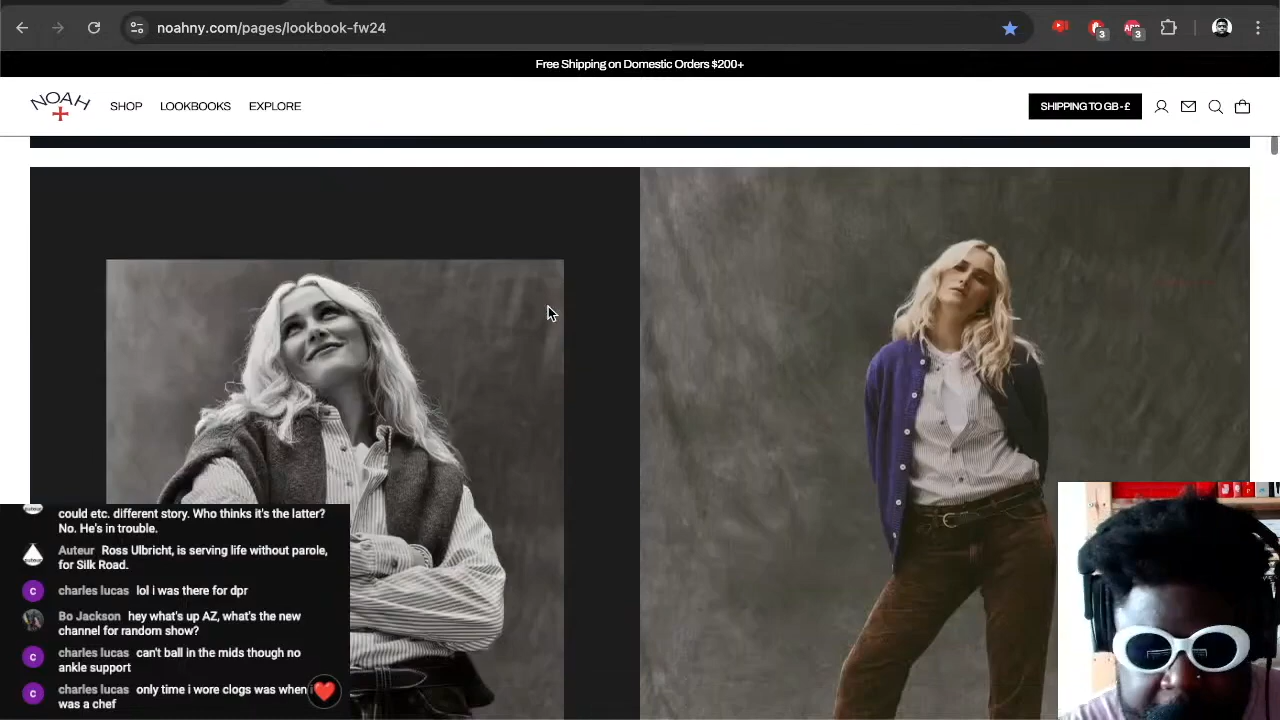 noahny.com/pages/lookbook-fw24
3
3
Free Shipping on Domestic Orders $200+
NOAH
SHOP
LOOKBOOKS
EXPLORE
SHIPPING TO GB - £
could etc. different story. Who thinks it's the latter?
No. He's in trouble.
Auteur Ross Ulbricht, is serving life without parole,
for Silk Road.
c
charles lucas lol i was there for dpr
Bo Jackson hey what's up AZ, what's the new
channel for random show?
c
charles lucas can't ball in the mids though no
ankle support
c
charles lucas only time i wore clogs was when
was a chef